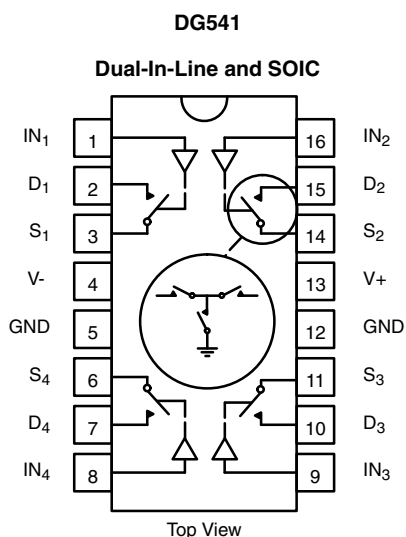 DG541
Dual-In-Line and SOIC
IN₁ 1 16 IN₂
D₁ 2 15 D₂
S₁ 3 14 S₂
V- 4 13 V+
GND 5 12 GND
S₄ 6 11 S₃
D₄ 7 10 D₃
IN₄ 8 9 IN₃
Top View